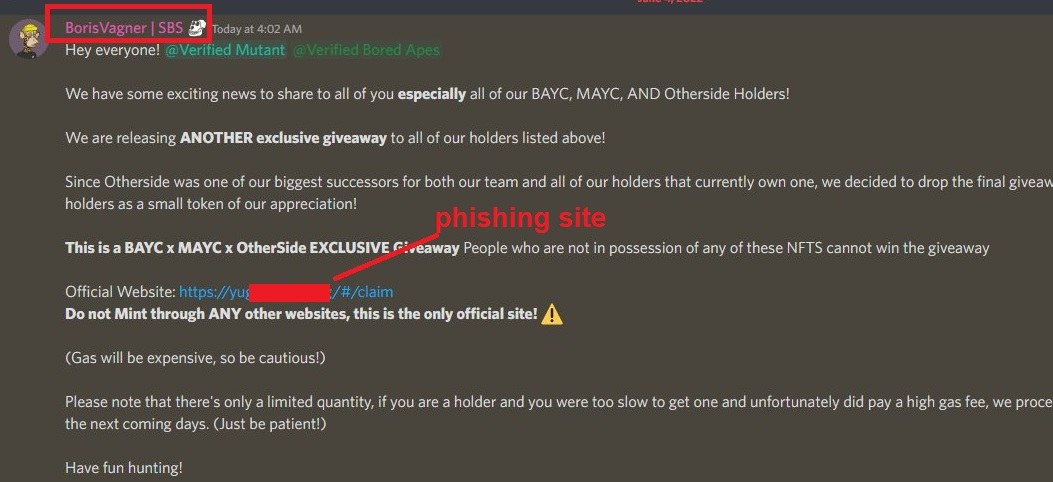 June 4, 2022
BorisVagner | SBS Today at 4:02 AM
Hey everyone! @Verified Mutant @Verified Bored Apes
We have some exciting news to share to all of you especially all of our BAYC, MAYC, AND Otherside Holders!
We are releasing ANOTHER exclusive giveaway to all of our holders listed above!
Since Otherside was one of our biggest successors for both our team and all of our holders that currently own one, we decided to drop the final giveaw
holders as a small token of our appreciation!
phishing site
This is a BAYC x MAYC x OtherSide EXCLUSIVE Giveaway People who are not in possession of any of these NFTS cannot win the giveaway
Official Website: https://yug /#/claim
Do not Mint through ANY other websites, this is the only official site! ⚠️
(Gas will be expensive, so be cautious!)
Please note that there's only a limited quantity, if you are a holder and you were too slow to get one and unfortunately did pay a high gas fee, we proce
the next coming days. (Just be patient!)
Have fun hunting!